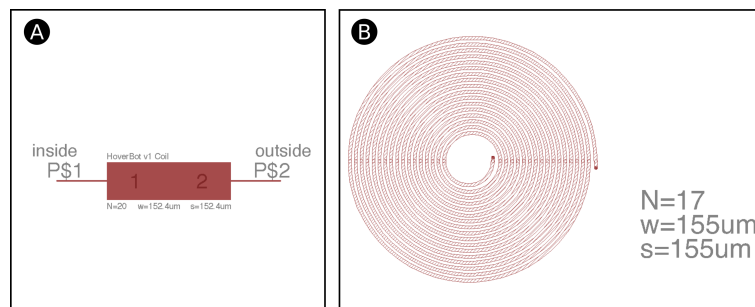 A
inside
P$1
HoverBot v1 Coil
1
2
N=20 w=152.4um s=152.4um
outside
P$2
B
N=17
w=155um
s=155um